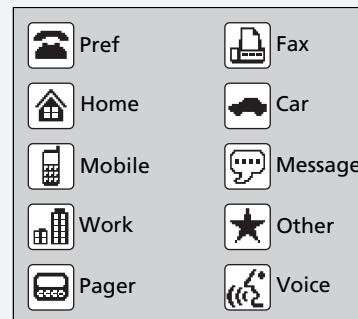 Pref
Fax
Home
Car
Mobile
Message
Work
Other
Pager
Voice